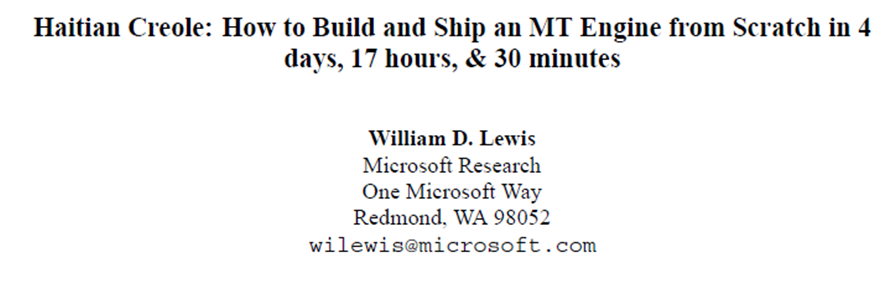 Haitian Creole: How to Build and Ship an MT Engine from Scratch in 4
days, 17 hours, & 30 minutes
William D. Lewis
Microsoft Research
One Microsoft Way
Redmond, WA 98052
wilewis@microsoft.com